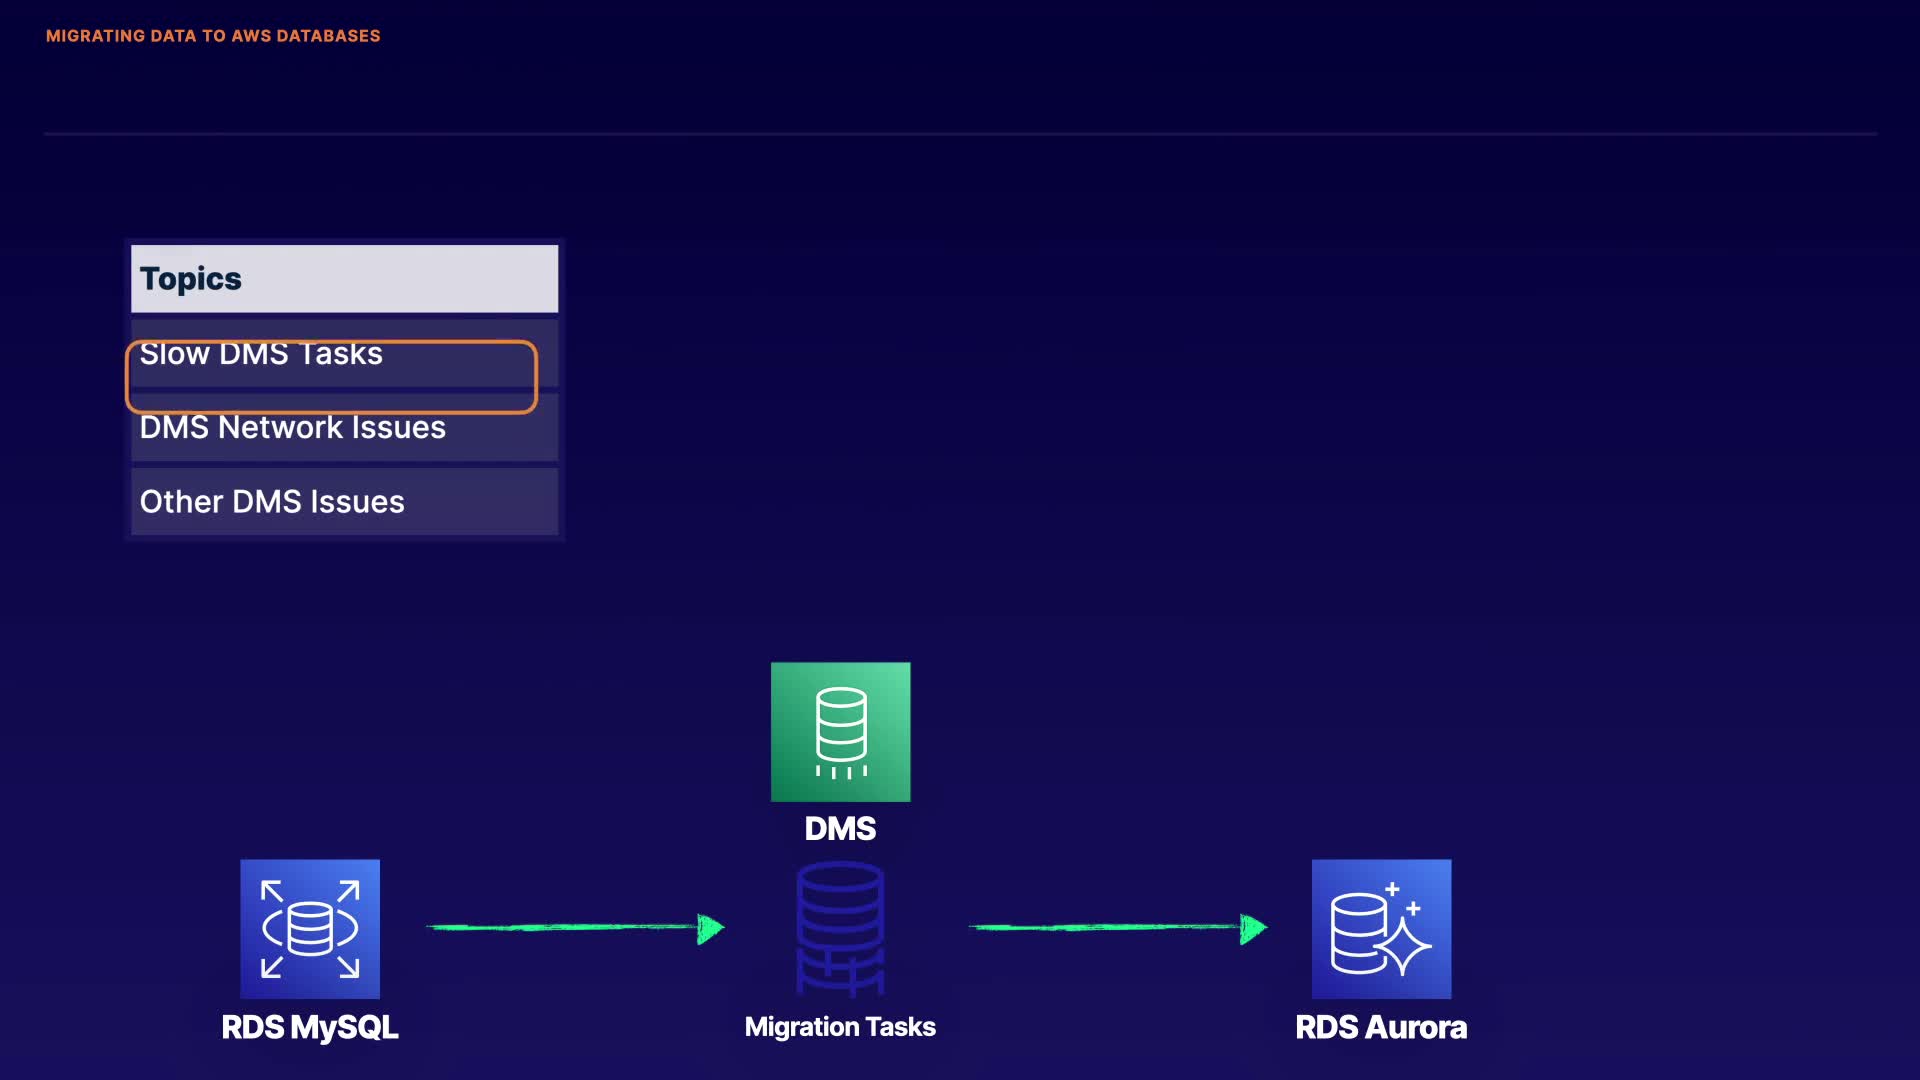 MIGRATING DATA TO AWS DATABASES
Topics
Slow DMS Tasks
DMS Network Issues
Other DMS Issues
DMS
RDS MySQL
Migration Tasks
RDS Aurora